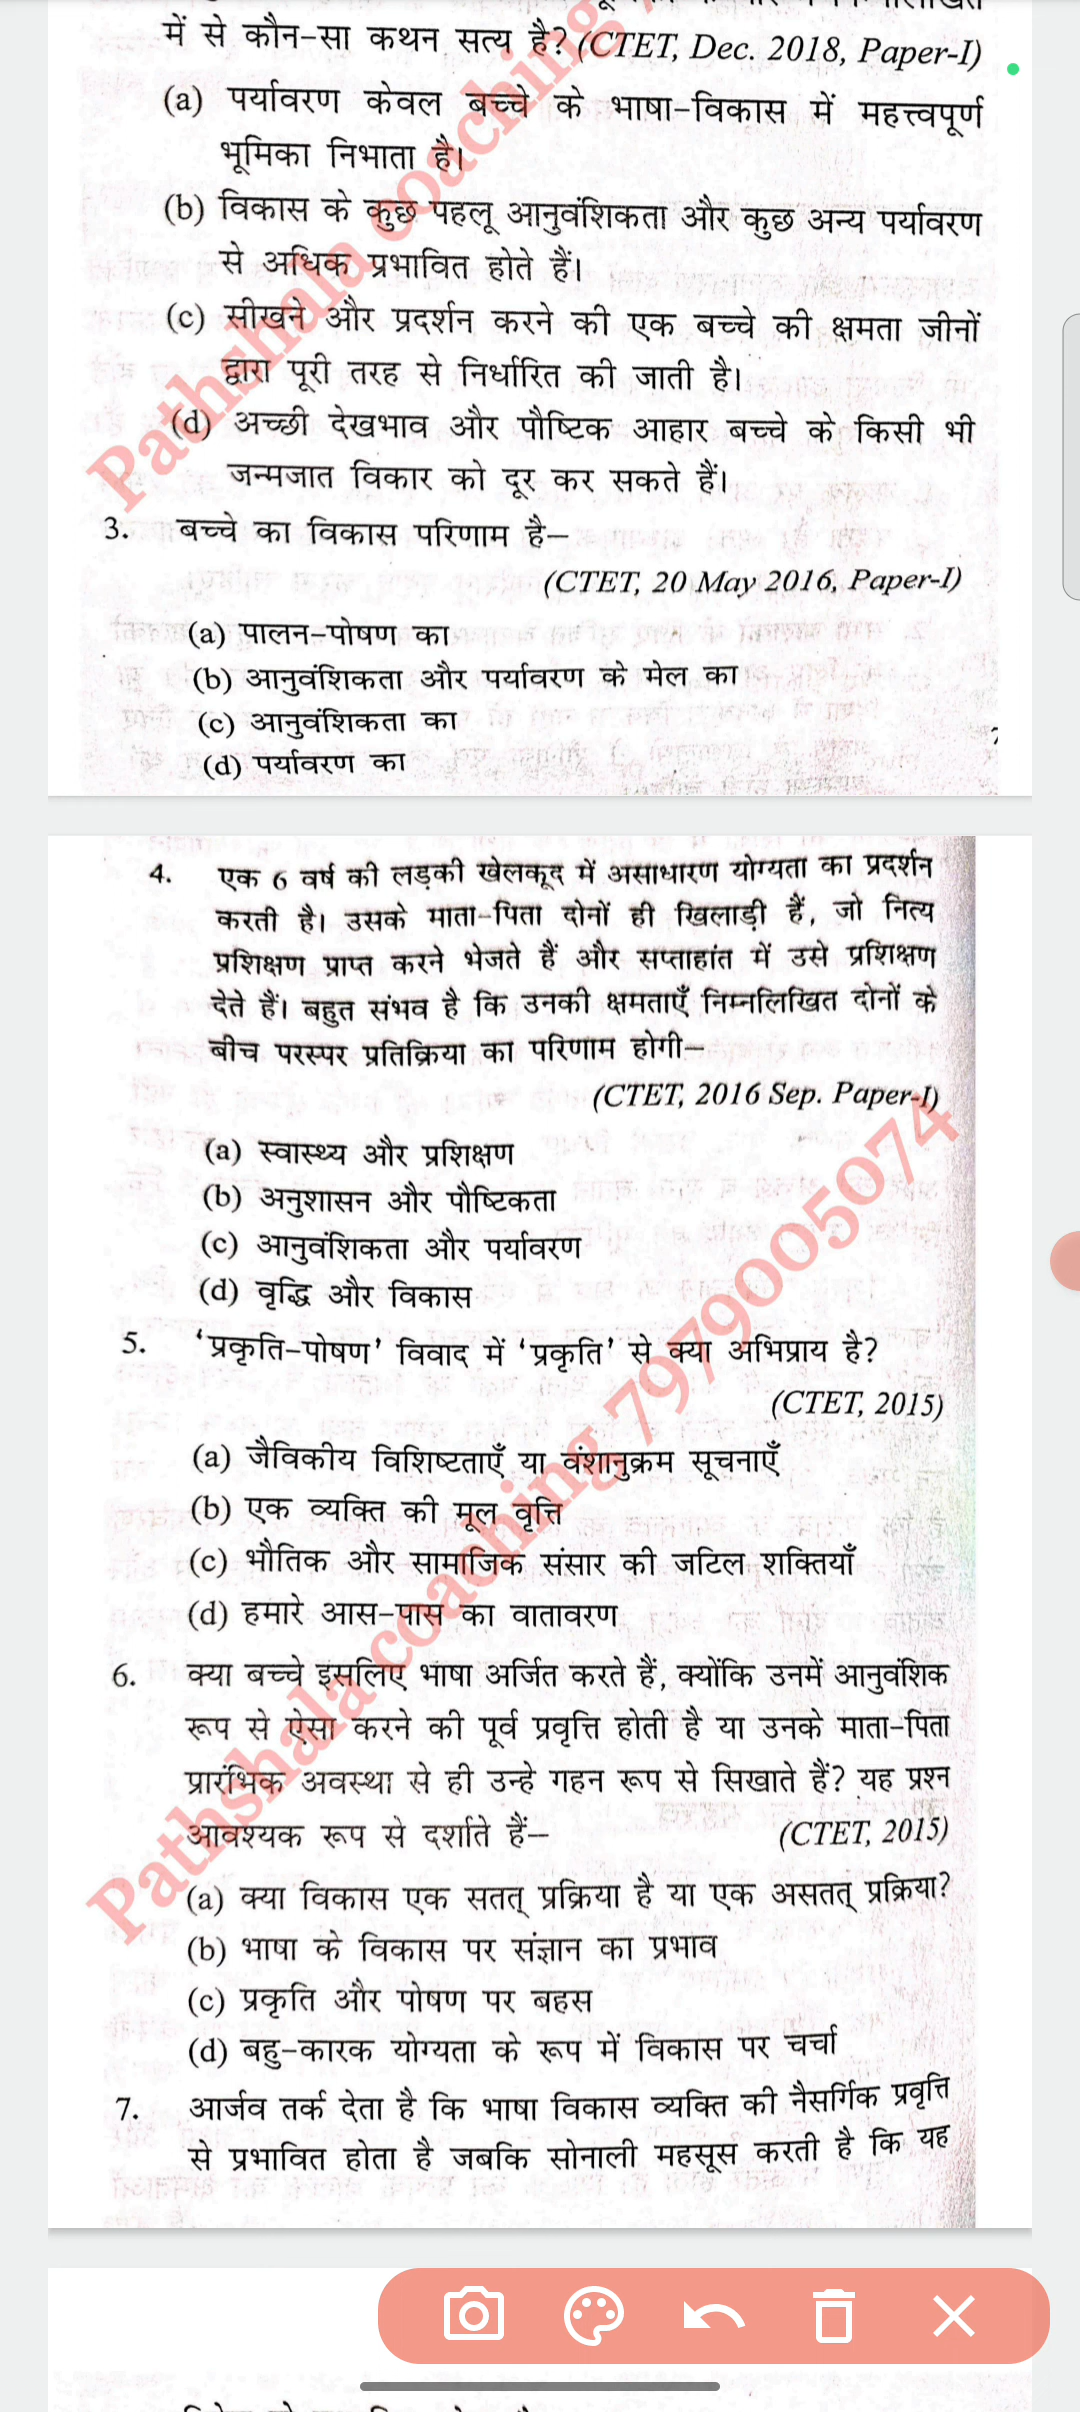 में से कौन-सा कथन सत्य है? (CTET, Dec. 2018, Paper-I)
(a) पर्यावरण केवल बच्चे के भाषा-विकास में महत्त्वपूर्ण
भूमिका निभाता है।
(b) विकास के कुछ पहलू आनुवंशिकता और कुछ अन्य पर्यावरण
से अधिक प्रभावित होते हैं।
(c) सीखने और प्रदर्शन करने की एक बच्चे की क्षमता जीनों
द्वारा पूरी तरह से निर्धारित की जाती है।
(d) अच्छी देखभाव और पौष्टिक आहार बच्चे के किसी भी
जन्मजात विकार को दूर कर सकते हैं।
Pathshala coaching
3. बच्चे का विकास परिणाम है–
(CTET, 20 May 2016, Paper-I)
(a) पालन-पोषण का
(b) आनुवंशिकता और पर्यावरण के मेल का
(c) आनुवंशिकता का
(d) पर्यावरण का
4. एक 6 वर्ष की लड़की खेलकूद में असाधारण योग्यता का प्रदर्शन
करती है। उसके माता-पिता दोनों ही खिलाड़ी हैं, जो नित्य
प्रशिक्षण प्राप्त करने भेजते हैं और सप्ताहांत में उसे प्रशिक्षण
देते हैं। बहुत संभव है कि उनकी क्षमताएँ निम्नलिखित दोनों के
बीच परस्पर प्रतिक्रिया का परिणाम होगी–
(CTET, 2016 Sep. Paper-I)
(a) स्वास्थ्य और प्रशिक्षण
(b) अनुशासन और पौष्टिकता
(c) आनुवंशिकता और पर्यावरण
(d) वृद्धि और विकास
5. ‘प्रकृति-पोषण’ विवाद में ‘प्रकृति’ से क्या अभिप्राय है?
(CTET, 2015)
(a) जैविकीय विशिष्टताएँ या वंशानुक्रम सूचनाएँ
(b) एक व्यक्ति की मूल वृत्ति
(c) भौतिक और सामाजिक संसार की जटिल शक्तियाँ
(d) हमारे आस-पास का वातावरण
6. क्या बच्चे इसलिए भाषा अर्जित करते हैं, क्योंकि उनमें आनुवंशिक
रूप से ऐसा करने की पूर्व प्रवृत्ति होती है या उनके माता-पिता
प्रारंभिक अवस्था से ही उन्हे गहन रूप से सिखाते हैं? यह प्रश्न
आवश्यक रूप से दर्शाते हैं– (CTET, 2015)
(a) क्या विकास एक सतत् प्रक्रिया है या एक असतत् प्रक्रिया?
(b) भाषा के विकास पर संज्ञान का प्रभाव
(c) प्रकृति और पोषण पर बहस
(d) बहु-कारक योग्यता के रूप में विकास पर चर्चा
7. आर्जव तर्क देता है कि भाषा विकास व्यक्ति की नैसर्गिक प्रवृत्ति
से प्रभावित होता है जबकि सोनाली महसूस करती है कि यह
Pathshala coaching 7979005074